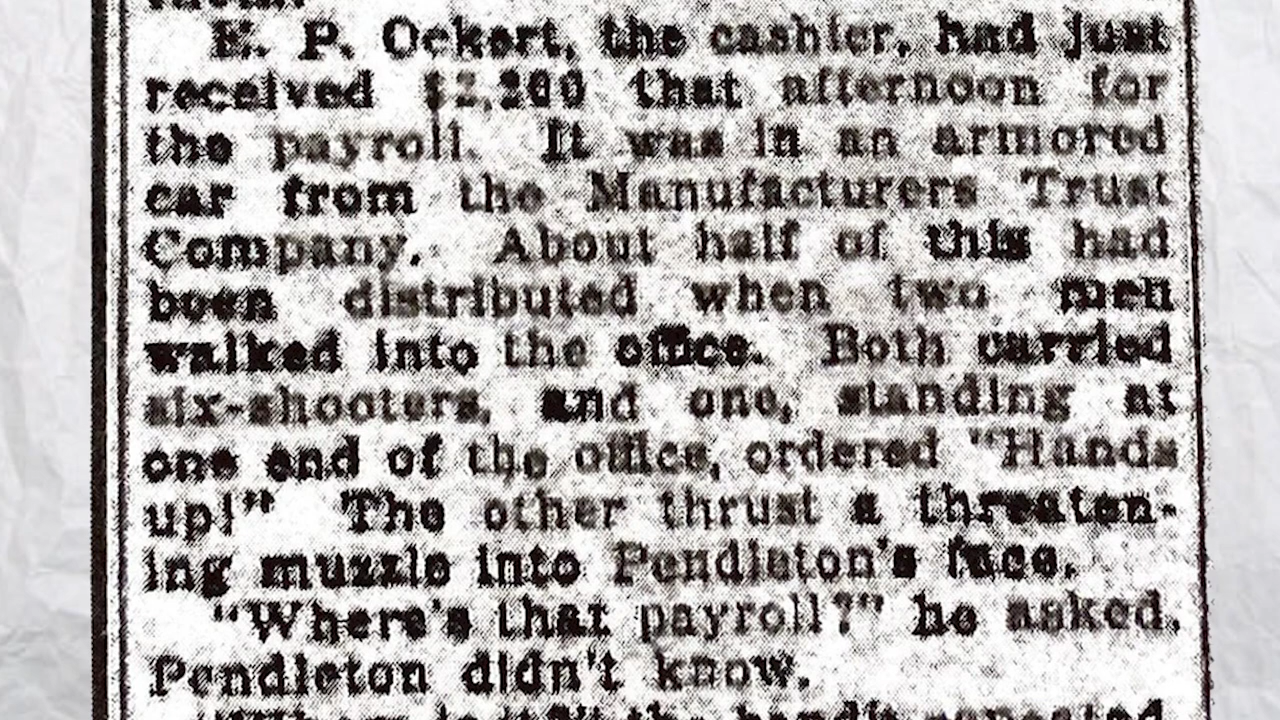 E. P. Ockert, the cashier, had just
received $2,200 that afternoon for
the payroll. It was in an armored
car from the Manufacturers Trust
Company. About half of this had
been distributed when two men
walked into the office. Both carried
six-shooters, and one, standing at
one end of the office, ordered "Hands
up!" The other thrust a threaten-
ing muzzle into Pendleton's face.
"Where's that payroll?" he asked.
Pendleton didn't know.